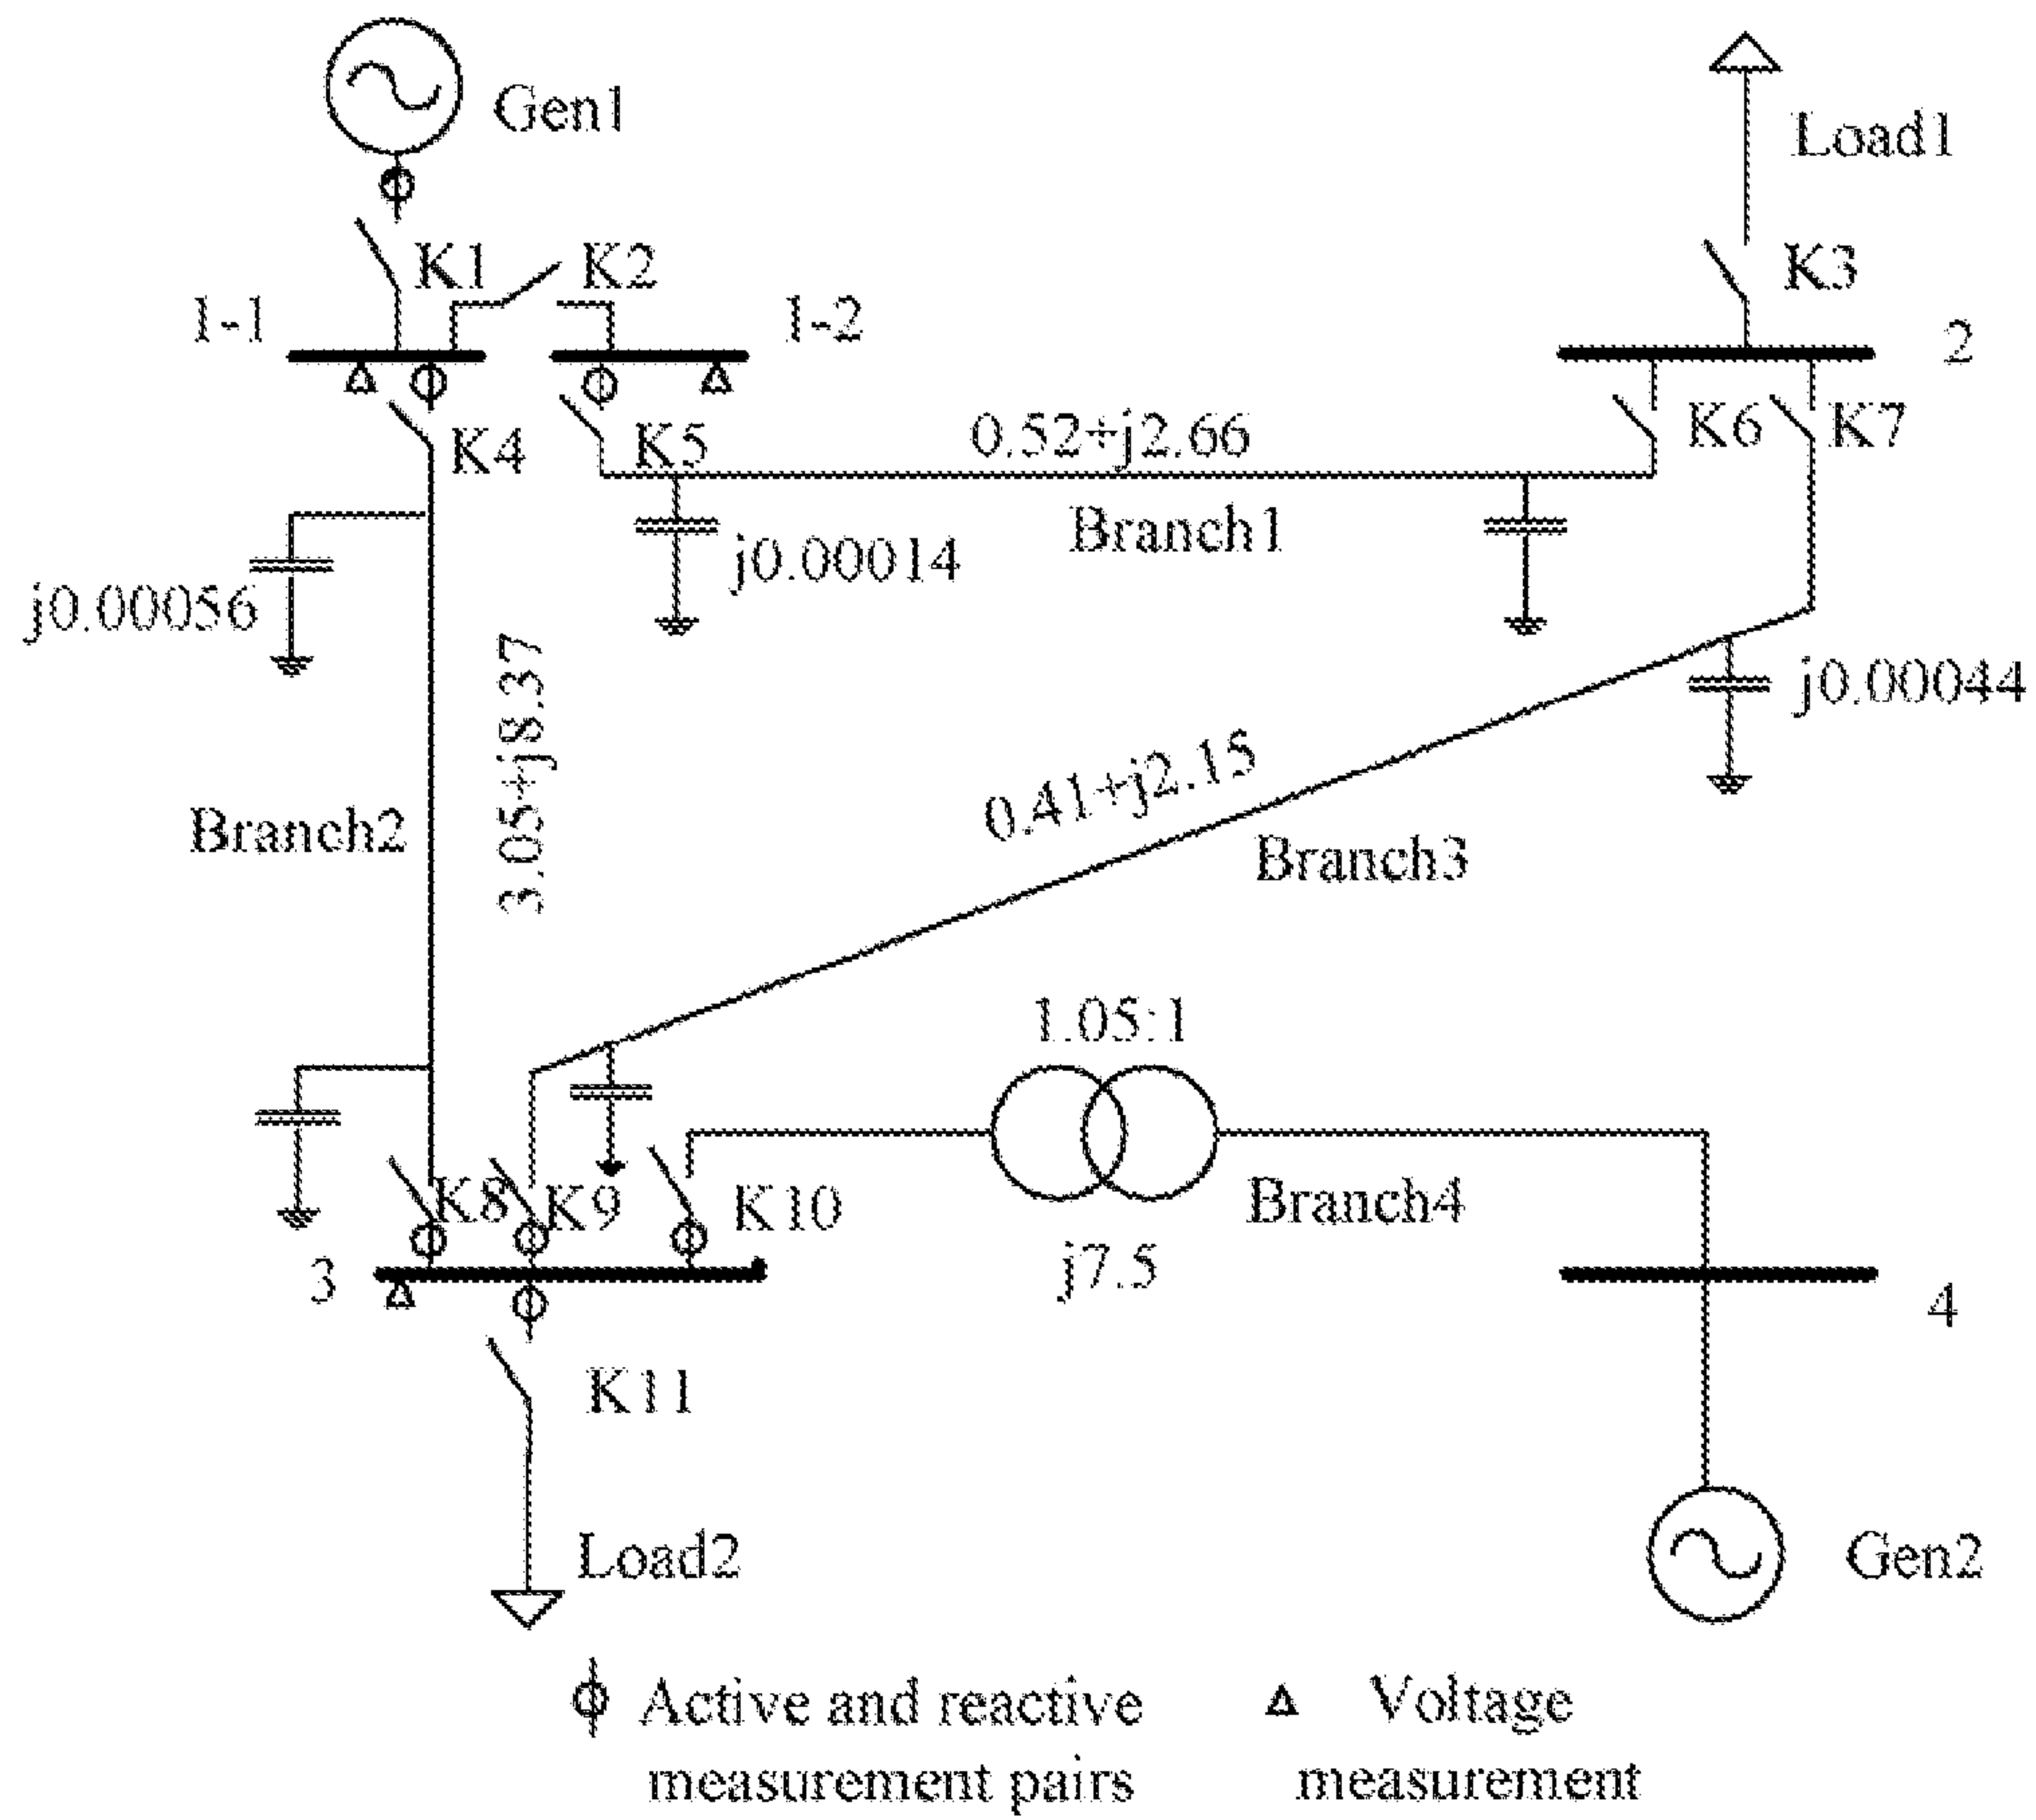 Gen1
Load1
K1
K2
K3
1-1
1-2
2
K4
K5
0.52+j2.66
K6
K7
Branch1
j0.00014
j0.00056
j0.00044
3.05+j8.37
0.41+j2.15
Branch2
Branch3
1.05:1
K8
K9
K10
Branch4
3
j7.5
4
K11
Load2
Gen2
Active and reactive
measurement pairs
Voltage
measurement